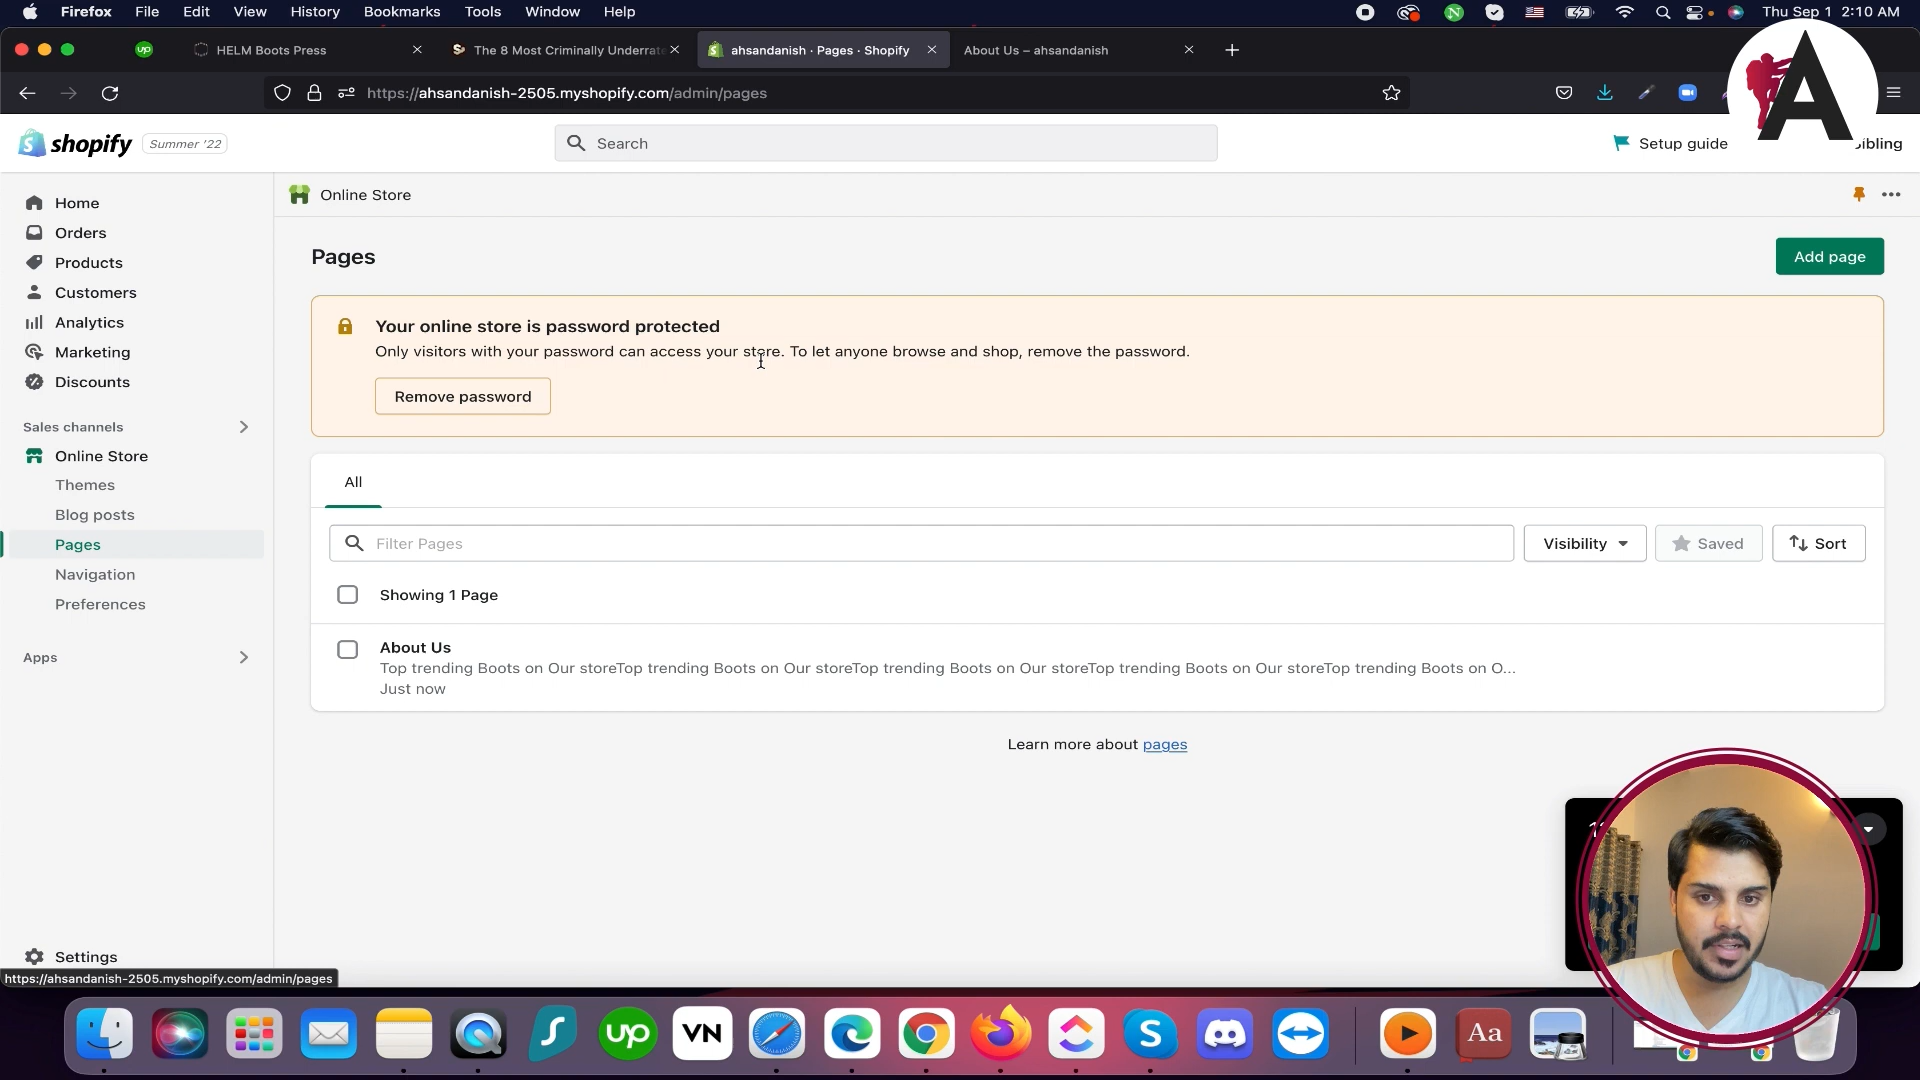 Firefox File Edit View History Bookmarks Tools Window Help Thu Sep 1 2:10 AM
up HELM Boots Press The 8 Most Criminally Underrate ahsandanish · Pages · Shopify About Us – ahsandanish
https://ahsandanish-2505.myshopify.com/admin/pages
A
shopify Summer '22 Search Setup guide ibling
Home
Orders
Products
Customers
Analytics
Marketing
Discounts
Sales channels
Online Store
Themes
Blog posts
Pages
Navigation
Preferences
Apps
Settings
https://ahsandanish-2505.myshopify.com/admin/pages
Online Store
Pages Add page
Your online store is password protected
Only visitors with your password can access your store. To let anyone browse and shop, remove the password.
Remove password
All
Filter Pages Visibility Saved Sort
Showing 1 Page
About Us
Top trending Boots on Our storeTop trending Boots on Our storeTop trending Boots on Our storeTop trending Boots on Our storeTop trending Boots on O...
Just now
Learn more about pages
up VN S Aa